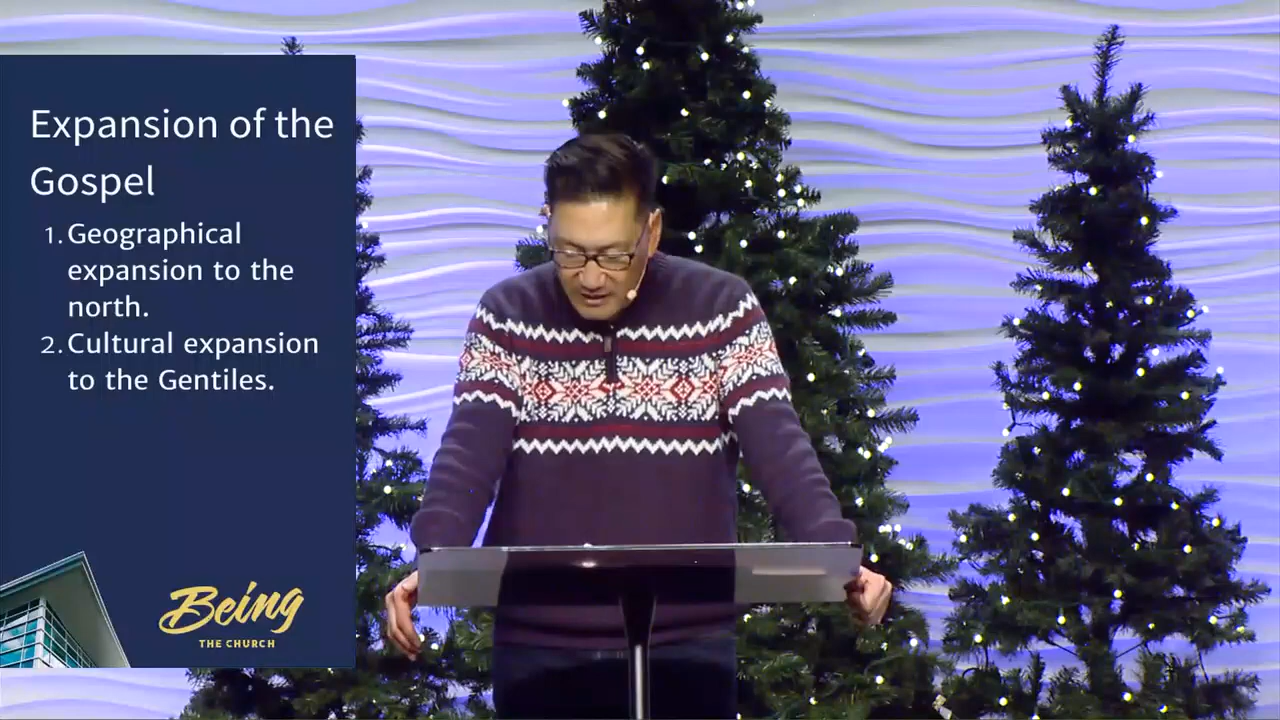 Expansion of the
Gospel
1. Geographical
expansion to the
north.
2. Cultural expansion
to the Gentiles.
Being
THE CHURCH